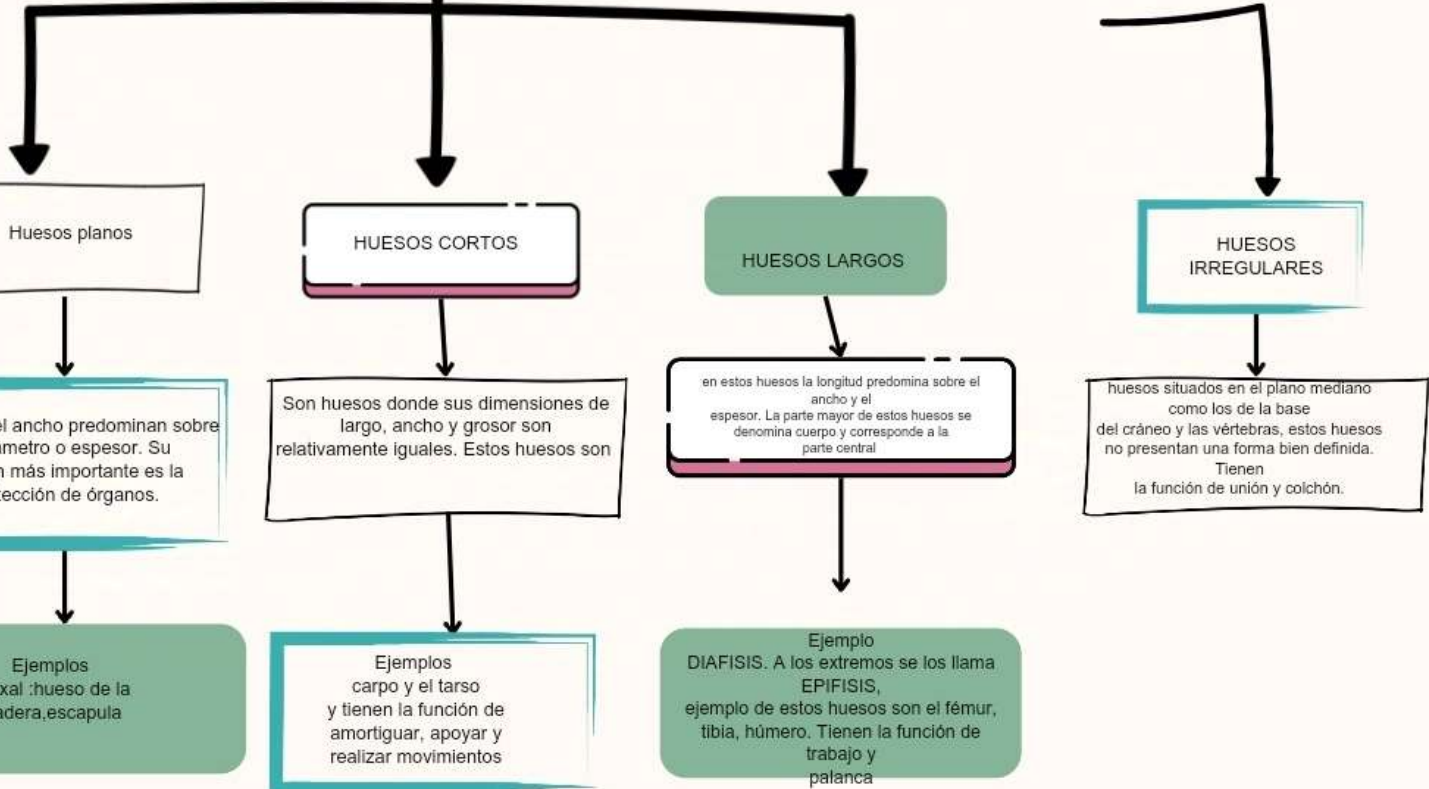 Huesos planos
HUESOS CORTOS
HUESOS LARGOS
HUESOS
IRREGULARES
el ancho predominan sobre
metro o espesor. Su
más importante es la
ección de órganos.
Son huesos donde sus dimensiones de
largo, ancho y grosor son
relativamente iguales. Estos huesos son
en estos huesos la longitud predomina sobre el
ancho y el
espesor. La parte mayor de estos huesos se
denomina cuerpo y corresponde a la
parte central
huesos situados en el plano mediano
como los de la base
del cráneo y las vértebras, estos huesos
no presentan una forma bien definida.
Tienen
la función de unión y colchón.
Ejemplos
xal :hueso de la
adera,escapula
Ejemplos
carpo y el tarso
y tienen la función de
amortiguar, apoyar y
realizar movimientos
Ejemplo
DIAFISIS. A los extremos se los llama
EPIFISIS,
ejemplo de estos huesos son el fémur,
tibia, húmero. Tienen la función de
trabajo y
palanca